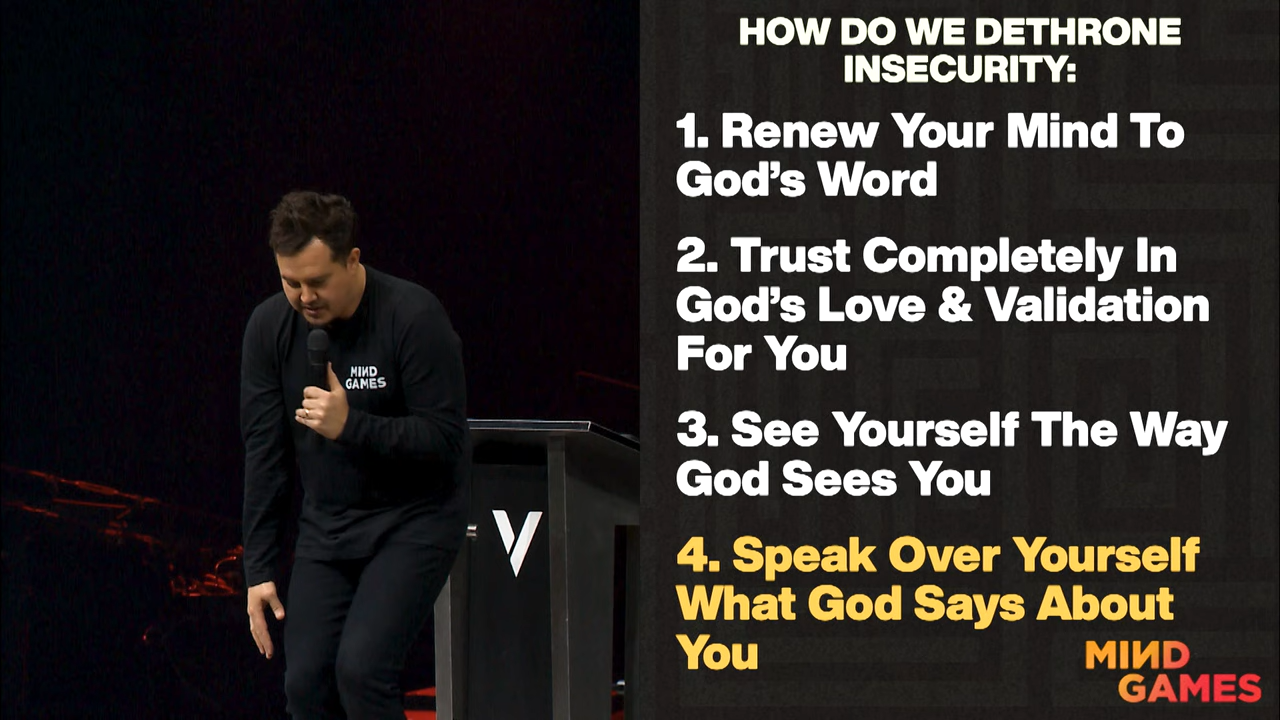 HOW DO WE DETHRONE
INSECURITY:
1. Renew Your Mind To
God's Word
2. Trust Completely In
God's Love & Validation
For You
3. See Yourself The Way
God Sees You
4. Speak Over Yourself
What God Says About
You
MIND
GAMES
MIND
GAMES
V